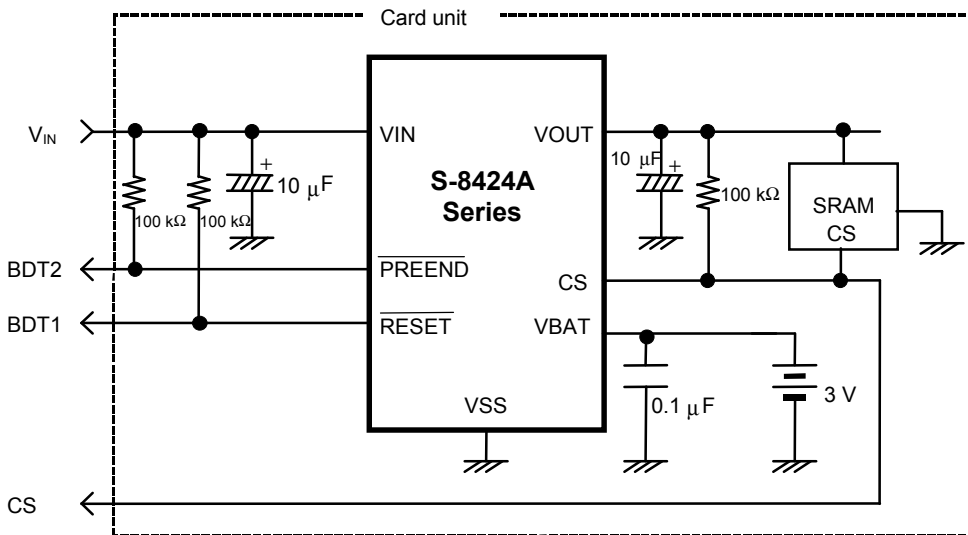 Card unit
V_IN
VIN
VOUT
10 μF
+
100 kΩ
100 kΩ
+
10 μF
S-8424A
Series
100 kΩ
SRAM
CS
BDT2
PREEND
CS
BDT1
RESET
VBAT
VSS
0.1 μF
3 V
CS